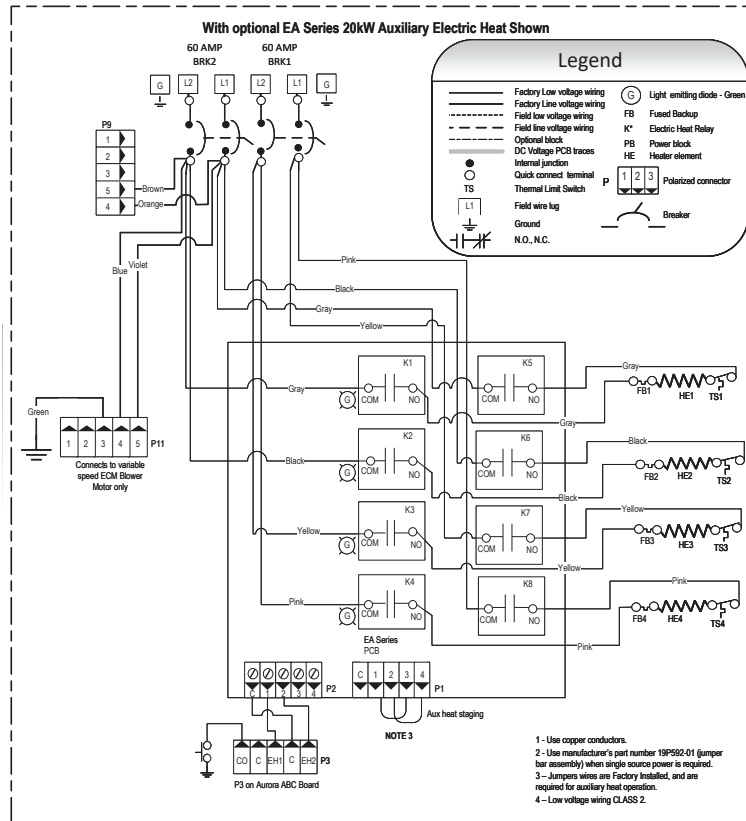 With optional EA Series 20kW Auxiliary Electric Heat Shown
60 AMP
BRK2
60 AMP
BRK1
G
L2
L1
L2
L1
G
Legend
Factory Low voltage wiring
Factory Line voltage wiring
Field low voltage wiring
Field line voltage wiring
Optional block
DC Voltage PCB traces
Internal junction
Quick connect terminal
TS Thermal Limit Switch
L1 Field wire lug
Ground
N.O., N.C.
G Light emitting diode - Green
FB Fused Backup
K* Electric Heat Relay
PB Power block
HE Heater element
P 1 2 3 Polarized connector
Breaker
P9
1
2
3
5
4
Brown
Orange
Blue
Violet
Pink
Black
Gray
Yellow
Green
1 2 3 4 5 P11
Connects to variable
speed ECM Blower
Motor only
Gray
G
K1
COM NO
K5
COM NO
Gray
FB1 HE1 TS1
Gray
Black
G
K2
COM NO
K6
COM NO
Black
FB2 HE2 TS2
Black
Yellow
G
K3
COM NO
K7
COM NO
Yellow
FB3 HE3 TS3
Yellow
Pink
G
K4
COM NO
K8
COM NO
Pink
FB4 HE4 TS4
Pink
EA Series
PCB
C 1 2 3 4 P2
C 1 2 3 4 P1
Aux heat staging
NOTE 3
CO C EH1 C EH2 P3
P3 on Aurora ABC Board
1 - Use copper conductors.
2 - Use manufacturer's part number 19P592-01 (jumper
bar assembly) when single source power is required.
3 – Jumpers wires are Factory Installed, and are
required for auxiliary heat operation.
4 – Low voltage wiring CLASS 2.